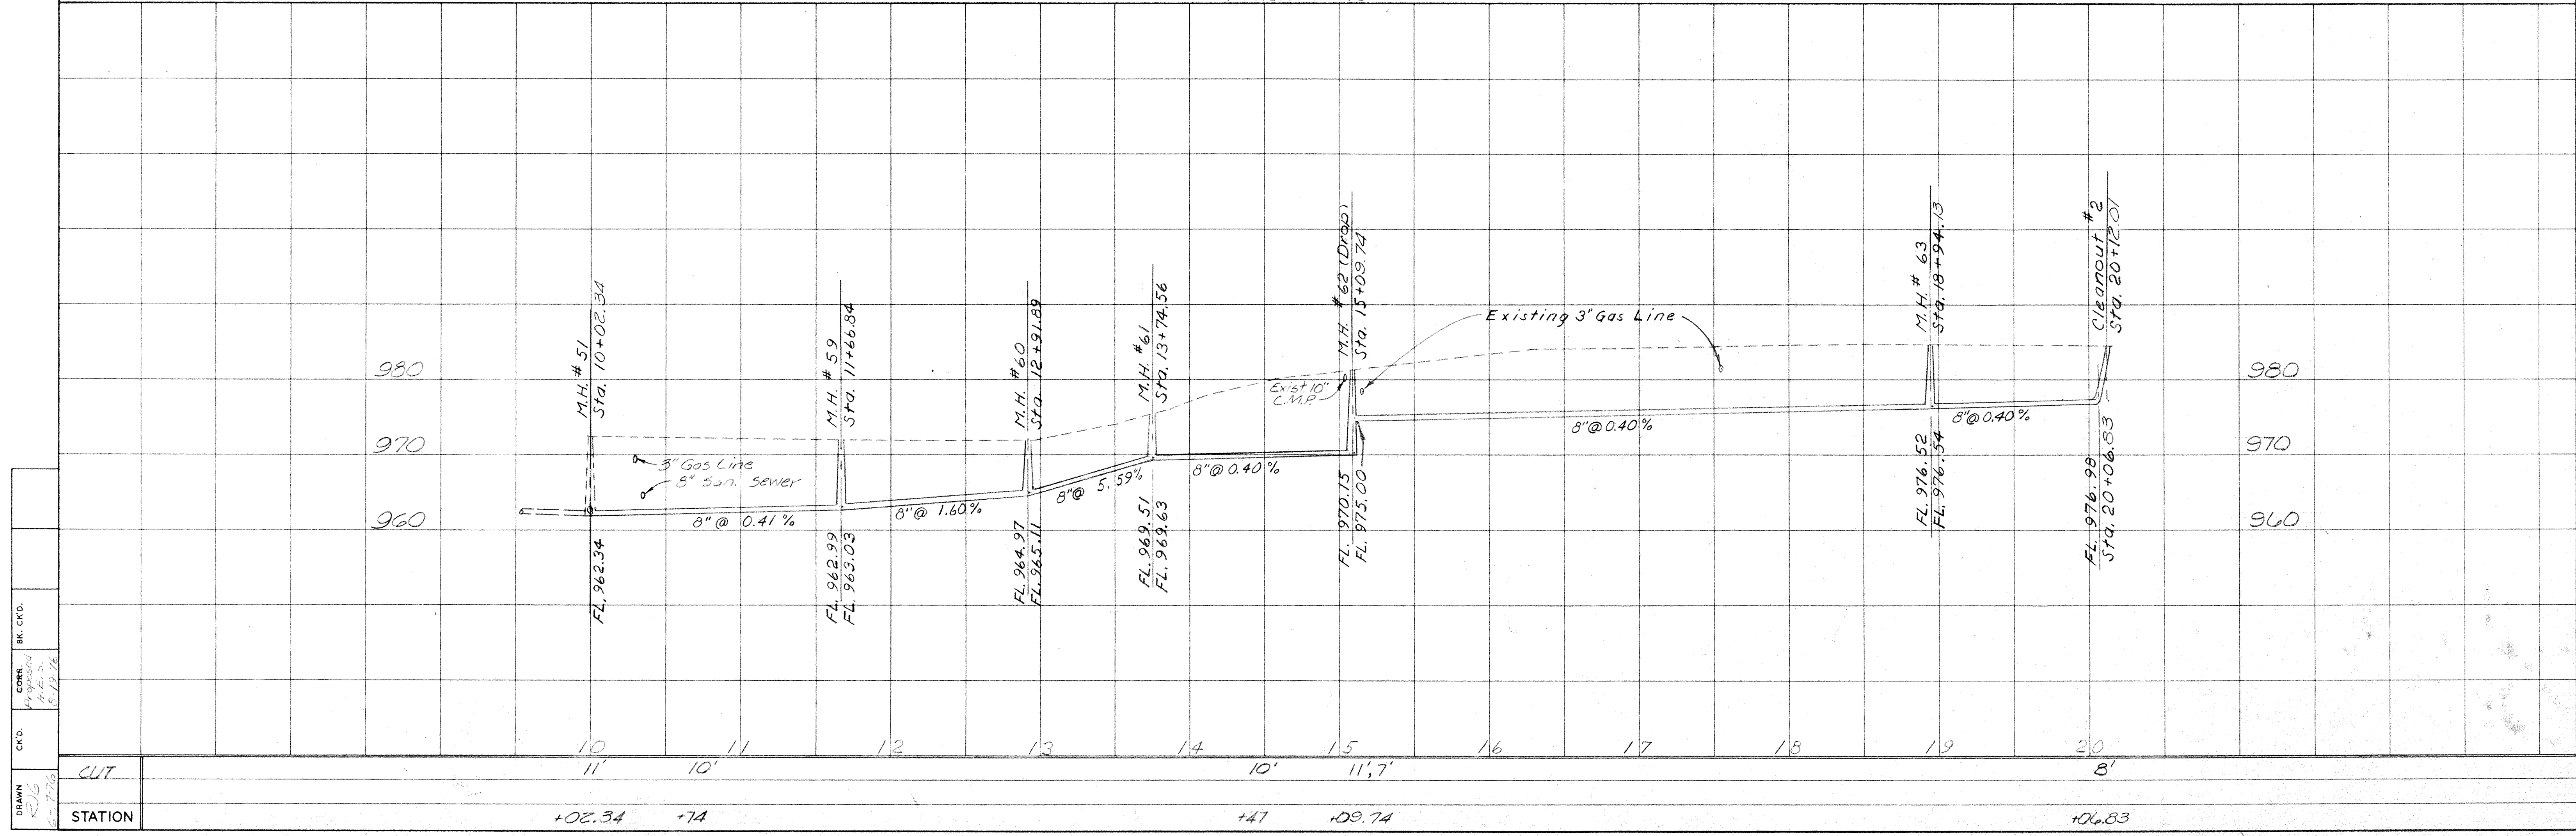 M.H. #51
Sta. 10+02.34
M.H. #59
Sta. 11+66.84
M.H. #60
Sta. 12+91.89
M.H. #61
Sta. 13+74.56
M.H. #62 (Drop)
Sta. 15+09.74
M.H. # 63
Sta. 18+94.13
Cleanout #2
Sta. 20+12.01
Existing 3" Gas Line
Exist 10"
C.M.P.
980
980
970
970
960
960
3" Gas Line
8" San. Sewer
8" @ 0.41 %
8" @ 1.60 %
8" @ 5.59%
8" @ 0.40 %
8" @ 0.40 %
8" @ 0.40 %
FL. 962.34
FL. 962.99
FL. 963.03
FL. 964.97
FL. 965.11
FL. 969.51
FL. 969.63
FL. 970.15
FL. 975.00
FL. 976.52
FL. 976.54
FL. 976.98
Sta. 20+06.83
10 11 12 13 14 15 16 17 18 19 20
CUT 11' 10' 10' 11', 7' 8'
STATION +02.34 +74 +47 +09.74 +06.83
BK. CK'D.
CORR.
Proposed
H.E.S.
CK'D.
DRAWN